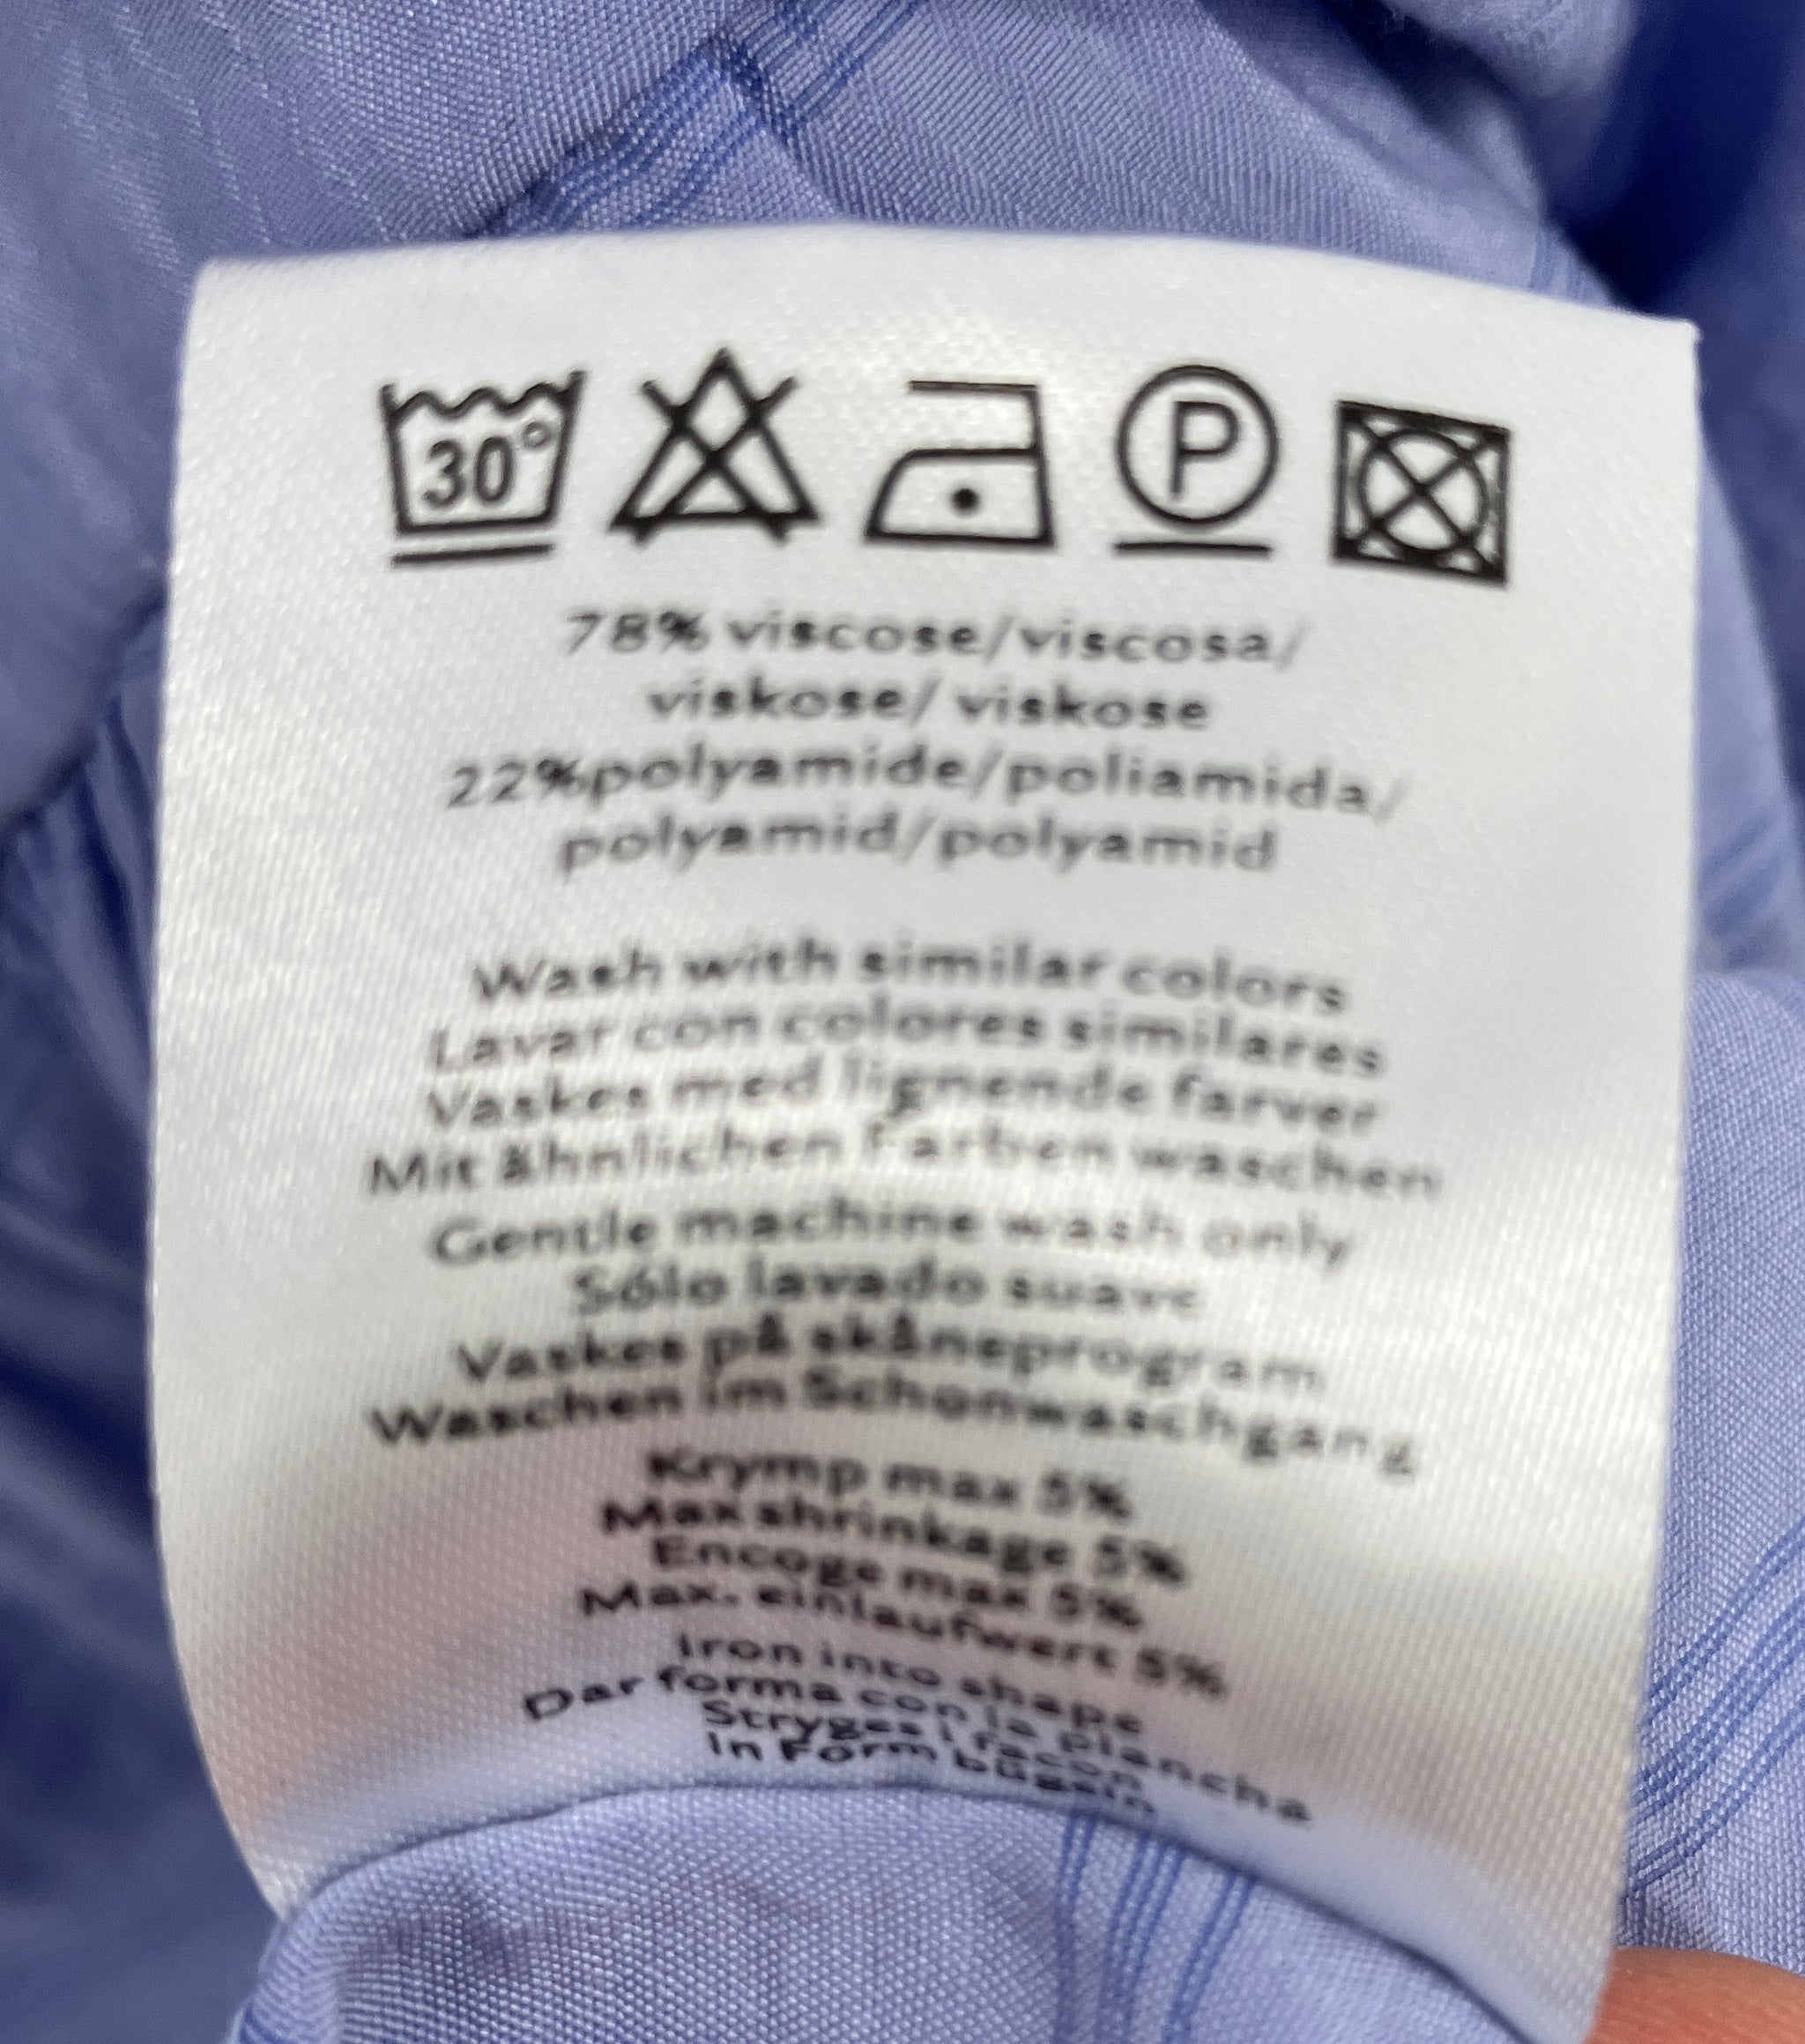 30°
P
78% viscose/viscosa/
viskose/ viskose
22%polyamide/poliamida/
polyamid/polyamid
Wash with similar colors
Lavar con colores similares
Vaskes med lignende farver
Mit ähnlichen Farben waschen
Gentle machine wash only
Sólo lavado suave
Vaskes på skåneprogram
Waschen im Schonwaschgang
Krymp max 5%
Max shrinkage 5%
Encoge max 5%
Max. einlaufwert 5%
Iron into shape
Dar forma con la plancha
Stryges i facon
In Form bügeln